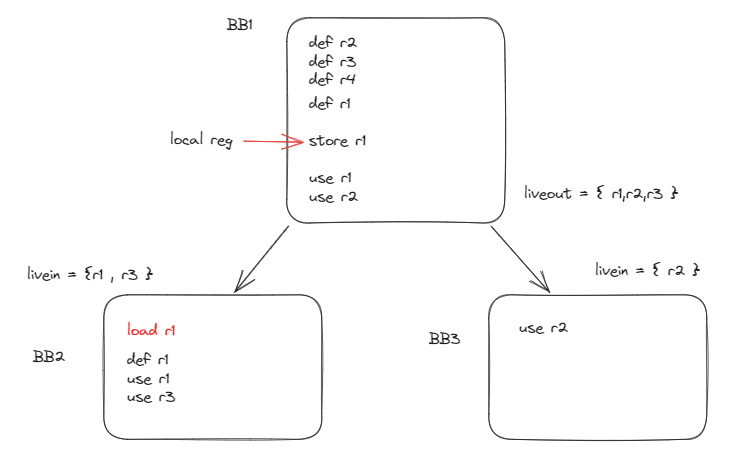 BB1
def r2
def r3
def r4
def r1
local reg
store r1
use r1
use r2
liveout = { r1,r2,r3 }
livein = {r1 , r3 }
livein = { r2 }
BB2
load r1
def r1
use r1
use r3
BB3
use r2